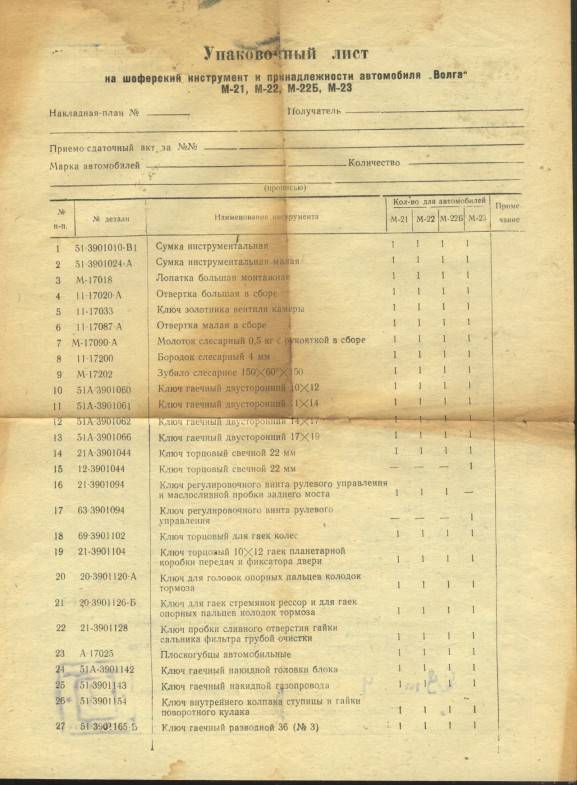 Упаковочный лист
на шоферский инструмент и принадлежности автомобиля „Волга“
М-21, М-22, М-22Б, М-23
Накладная-план № Получатель
Приемо-сдаточный акт за №№
Марка автомобилей Количество
(прописью)
№ п-п. № детали Наименование инструмента Кол-во для автомобилей М-21 М-22 М-22Б М-23 Примечание
1 51-3901010-В1 Сумка инструментальная 1 1 1 1
2 51-3901024-А Сумка инструментальная малая 1 1 1 1
3 М-17018 Лопатка большая монтажная 1 1 1 1
4 11-17020-А Отвертка большая в сборе 1 1 1 1
5 11-17033 Ключ золотника вентиля камеры 1 1 1 1
6 11-17087-А Отвертка малая в сборе 1 1 1 1
7 М-17090-А Молоток слесарный 0,5 кг с рукояткой в сборе 1 1 1 1
8 11-17200 Бородок слесарный 4 мм 1 1 1 1
9 М-17202 Зубило слесарное 150×60°×150 1 1 1 1
10 51А-3901060 Ключ гаечный двусторонний 10×12 1 1 1 1
11 51А-3901061 Ключ гаечный двусторонний 11×14 1 1 1 1
12 51А-3901062 Ключ гаечный двусторонний 14×17 1 1 1 1
13 51А-3901066 Ключ гаечный двусторонний 17×19 1 1 1 1
14 21А-3901044 Ключ торцовый свечной 22 мм 1 1 1 1
15 12-3901044 Ключ торцовый свечной 22 мм — — — 1
16 21-3901094 Ключ регулировочного винта рулевого управления
и маслосливной пробки заднего моста 1 1 1 —
17 63-3901094 Ключ регулировочного винта рулевого
управления — — — 1
18 69-3901102 Ключ торцовый для гаек колес 1 1 1 1
19 21-3901104 Ключ торцовый 10×12 гаек планетарной
коробки передач и фиксатора двери 1 1 1 1
20 20-3901120-А Ключ для головок опорных пальцев колодок
тормоза 1 1 1 1
21 20-3901126-Б Ключ для гаек стремянок рессор и для гаек
опорных пальцев колодок тормоза 1 1 1 1
22 21-3901128 Ключ пробки сливного отверстия гайки
сальника фильтра грубой очистки 1 1 1 1
23 А-17025 Плоскогубцы автомобильные 1 1 1 1
24 51А-3901142 Ключ гаечный накидной головки блока 1 1 1 1
25 51-3901143 Ключ гаечный накидной газопровода 1 1 1 1
26 51-3901154 Ключ внутреннего колпака ступицы и гайки
поворотного кулака 1 1 1 1
27 51-3901165-Б Ключ гаечный разводной 36 (№ 3) 1 1 1 1